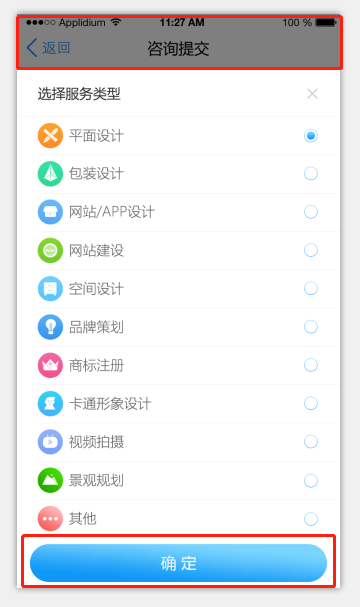 ●●●○○ Applidium 11:27 AM 100 %
返回 咨询提交
选择服务类型
平面设计
包装设计
网站/APP设计
网站建设
空间设计
品牌策划
商标注册
卡通形象设计
视频拍摄
景观规划
其他
确 定